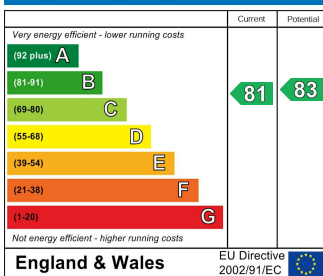 Current Potential
Very energy efficient - lower running costs
(92 plus) A
(81-91) B
81 83
(69-80) C
(55-68) D
(39-54) E
(21-38) F
(1-20) G
Not energy efficient - higher running costs
England & Wales
EU Directive
2002/91/EC